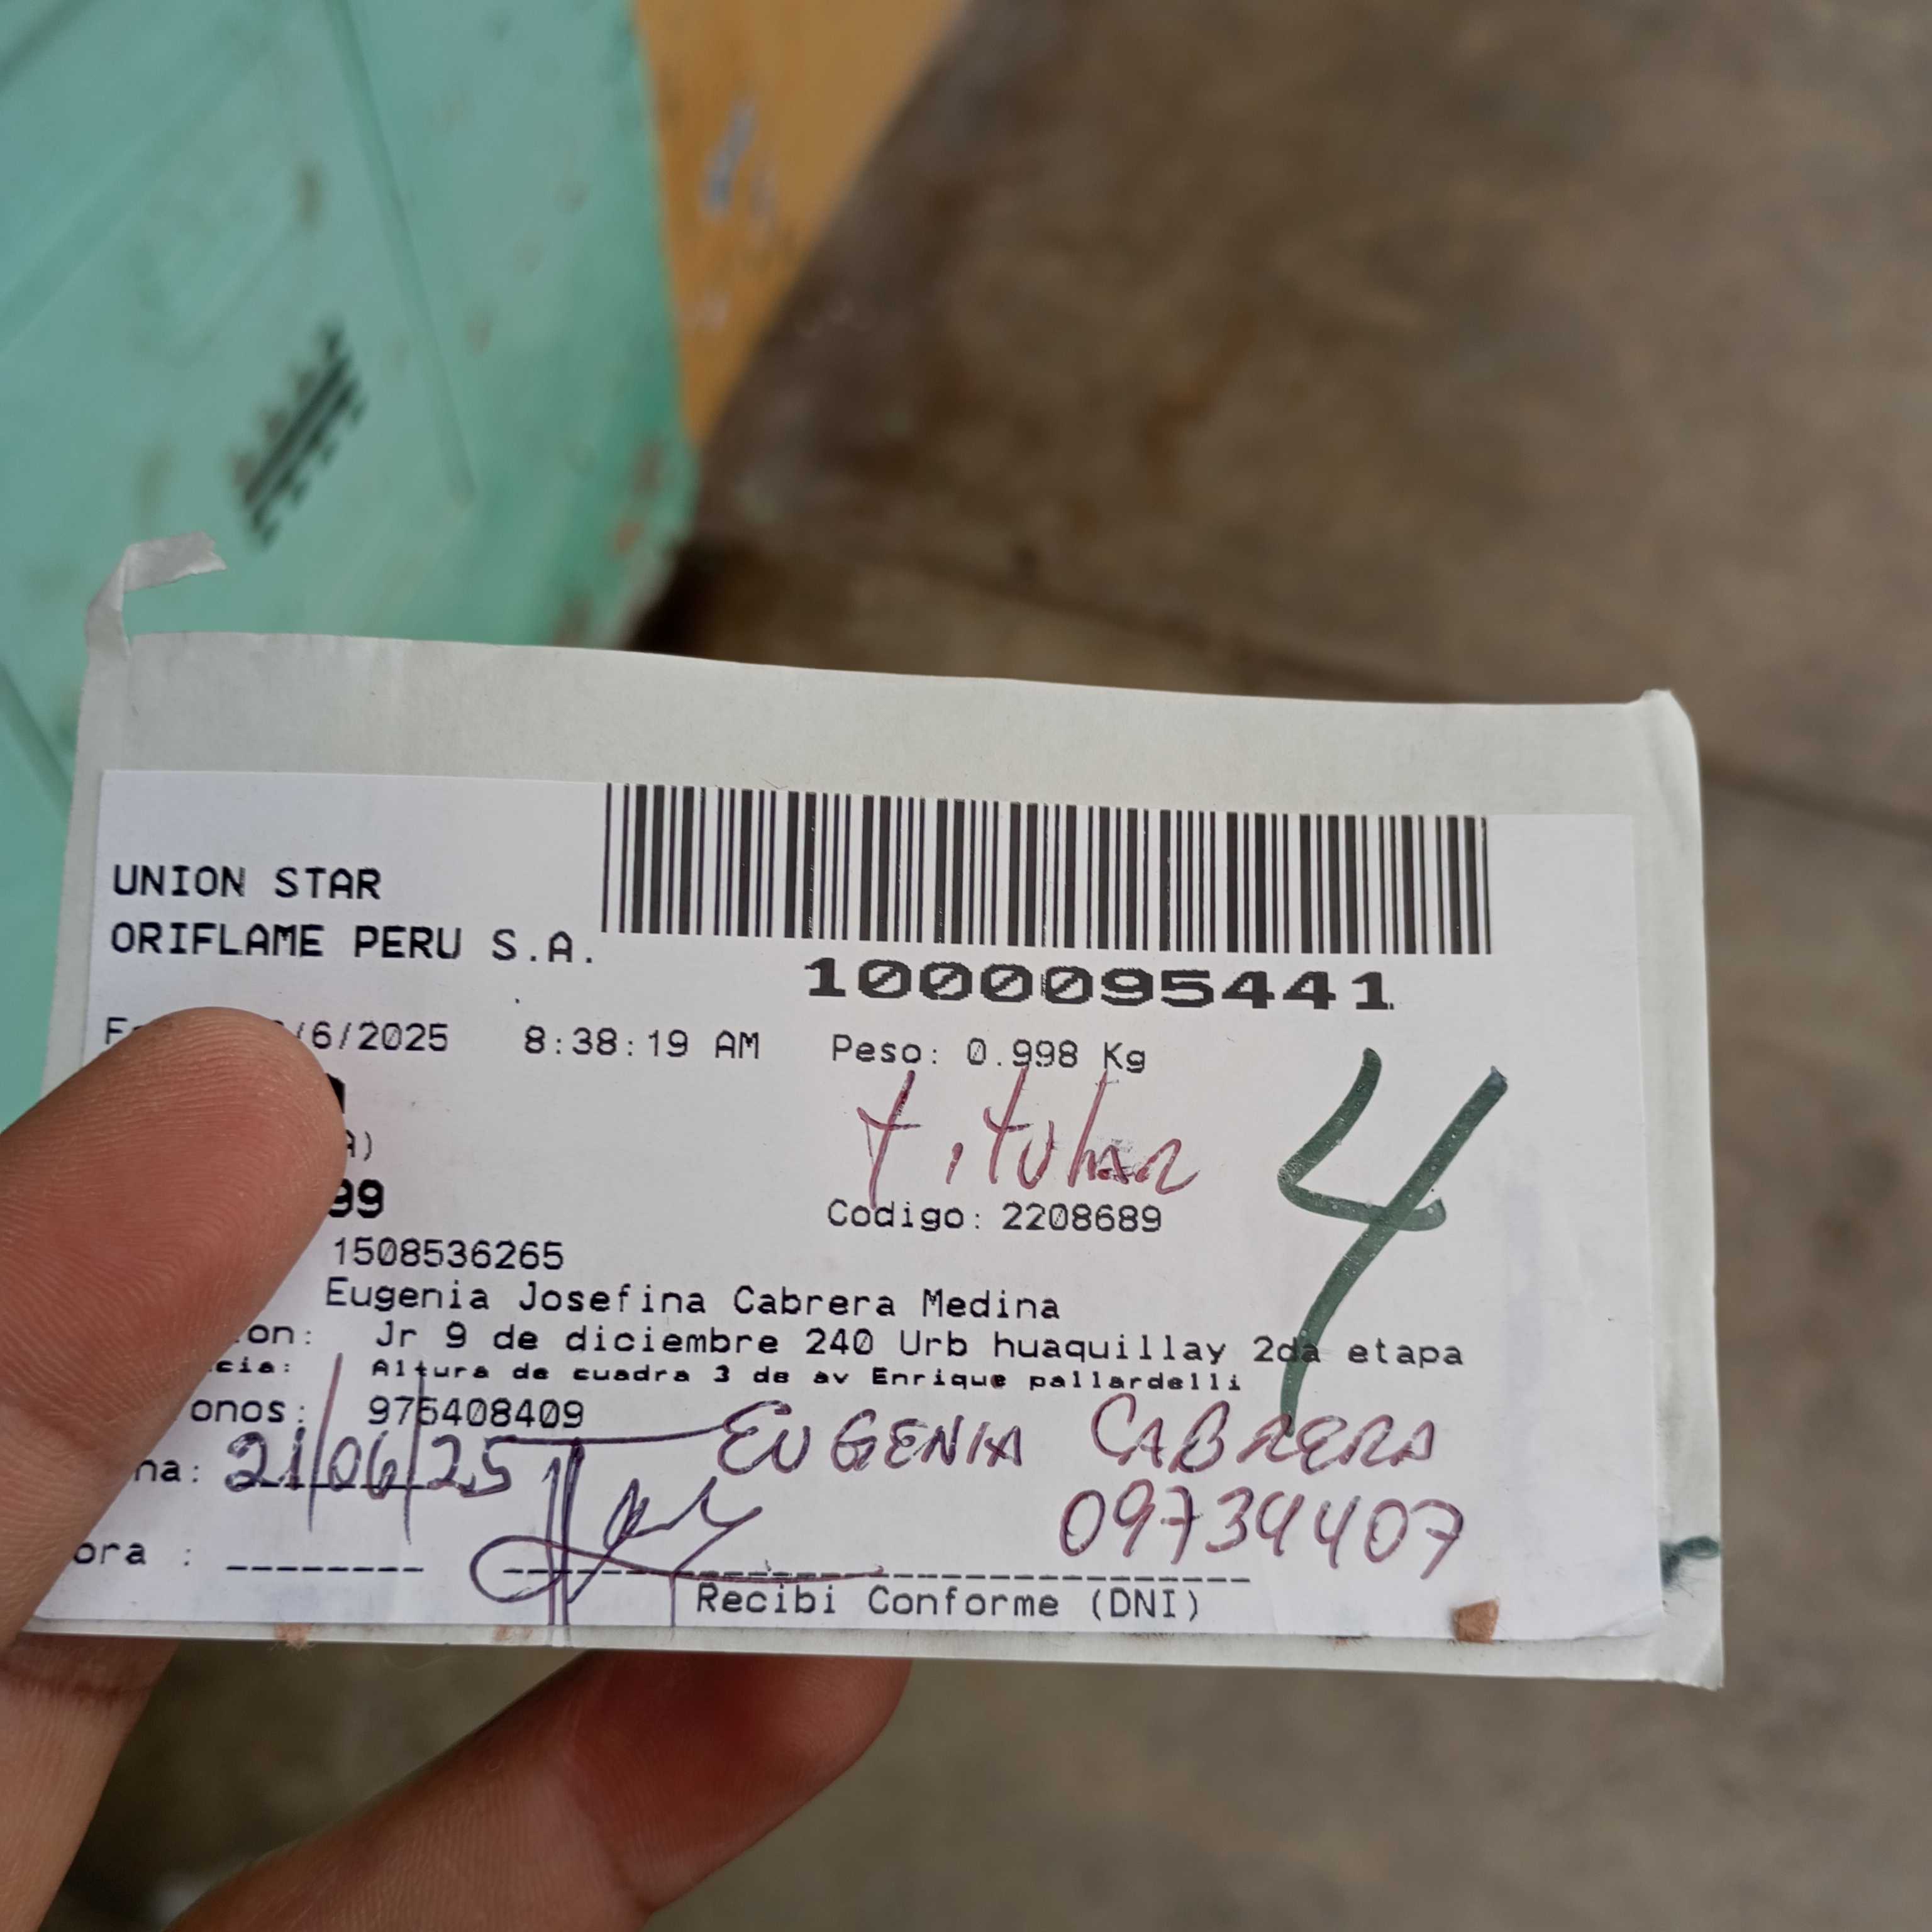 UNION STAR
ORIFLAME PERU S.A.
1000095441
/6/2025 8:38:19 AM Peso: 0.998 Kg
titular
4
A)
99
Codigo: 2208689
1508536265
Eugenia Josefina Cabrera Medina
on: Jr 9 de diciembre 240 Urb huaquillay 2da etapa
cia: Altura de cuadra 3 de av Enrique pallardelli
onos: 975408409
EUGENIA CABRERA
na: 21/06/25
09734407
ora :
Recibi Conforme (DNI)